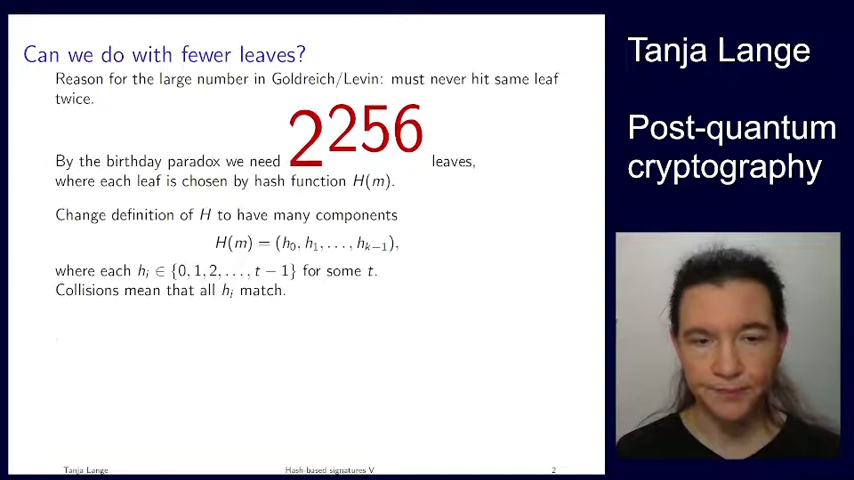 Can we do with fewer leaves?
Reason for the large number in Goldreich/Levin: must never hit same leaf
twice.
By the birthday paradox we need 2^256 leaves,
where each leaf is chosen by hash function H(m).
Change definition of H to have many components
H(m) = (h₀, h₁, . . . , hₖ₋₁),
where each hᵢ ∈ {0, 1, 2, . . . , t − 1} for some t.
Collisions mean that all hᵢ match.
Tanja Lange
Hash-based signatures V
2
Tanja Lange
Post-quantum
cryptography